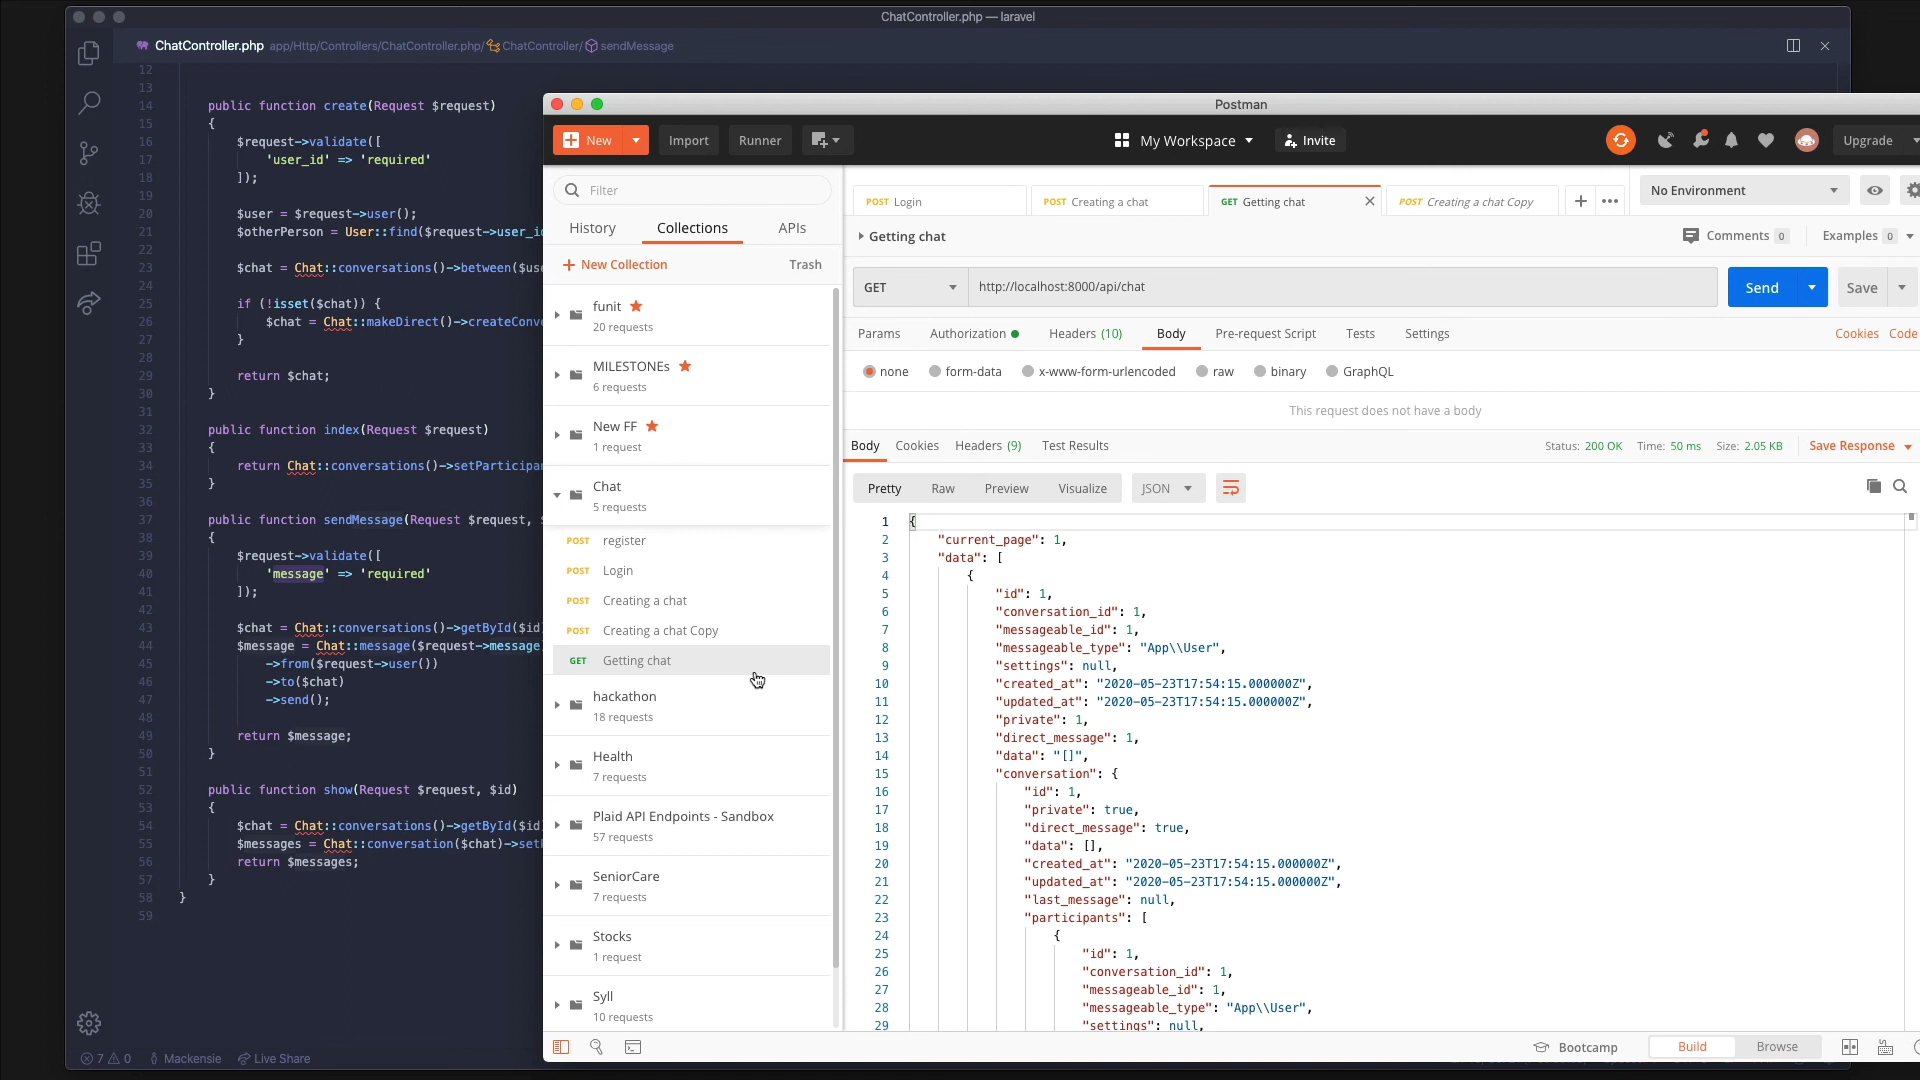 ChatController.php — laravel
ChatController.php app/Http/Controllers/ChatController.php/ ChatController/ sendMessage
12
13
14 public function create(Request $request)
15 {
16 $request->validate([
17 'user_id' => 'required'
18 ]);
19
20 $user = $request->user();
21 $otherPerson = User::find($request->user_id
22
23 $chat = Chat::conversations()->between($use
24
25 if (!isset($chat)) {
26 $chat = Chat::makeDirect()->createConve
27 }
28
29 return $chat;
30 }
31
32 public function index(Request $request)
33 {
34 return Chat::conversations()->setParticipan
35 }
36
37 public function sendMessage(Request $request,
38 {
39 $request->validate([
40 'message' => 'required'
41 ]);
42
43 $chat = Chat::conversations()->getById($id
44 $message = Chat::message($request->message
45 ->from($request->user())
46 ->to($chat)
47 ->send();
48
49 return $message;
50 }
51
52 public function show(Request $request, $id)
53 {
54 $chat = Chat::conversations()->getById($id
55 $messages = Chat::conversation($chat)->set
56 return $messages;
57 }
58 }
59
7 0 Mackensie Live Share
Postman
New Import Runner My Workspace Invite Upgrade
Filter
History Collections APIs
New Collection Trash
funit
20 requests
MILESTONEs
6 requests
New FF
1 request
Chat
5 requests
POST register
POST Login
POST Creating a chat
POST Creating a chat Copy
GET Getting chat
hackathon
18 requests
Health
7 requests
Plaid API Endpoints - Sandbox
57 requests
SeniorCare
7 requests
Stocks
1 request
Syll
10 requests
POST Login POST Creating a chat GET Getting chat POST Creating a chat Copy No Environment
Getting chat Comments 0 Examples 0
GET http://localhost:8000/api/chat Send Save
Params Authorization Headers (10) Body Pre-request Script Tests Settings Cookies Code
none form-data x-www-form-urlencoded raw binary GraphQL
This request does not have a body
Body Cookies Headers (9) Test Results Status: 200 OK Time: 50 ms Size: 2.05 KB Save Response
Pretty Raw Preview Visualize JSON
1 {
2 "current_page": 1,
3 "data": [
4 {
5 "id": 1,
6 "conversation_id": 1,
7 "messageable_id": 1,
8 "messageable_type": "App\\User",
9 "settings": null,
10 "created_at": "2020-05-23T17:54:15.000000Z",
11 "updated_at": "2020-05-23T17:54:15.000000Z",
12 "private": 1,
13 "direct_message": 1,
14 "data": "[]",
15 "conversation": {
16 "id": 1,
17 "private": true,
18 "direct_message": true,
19 "data": [],
20 "created_at": "2020-05-23T17:54:15.000000Z",
21 "updated_at": "2020-05-23T17:54:15.000000Z",
22 "last_message": null,
23 "participants": [
24 {
25 "id": 1,
26 "conversation_id": 1,
27 "messageable_id": 1,
28 "messageable_type": "App\\User",
29 "settings": null,
Bootcamp Build Browse